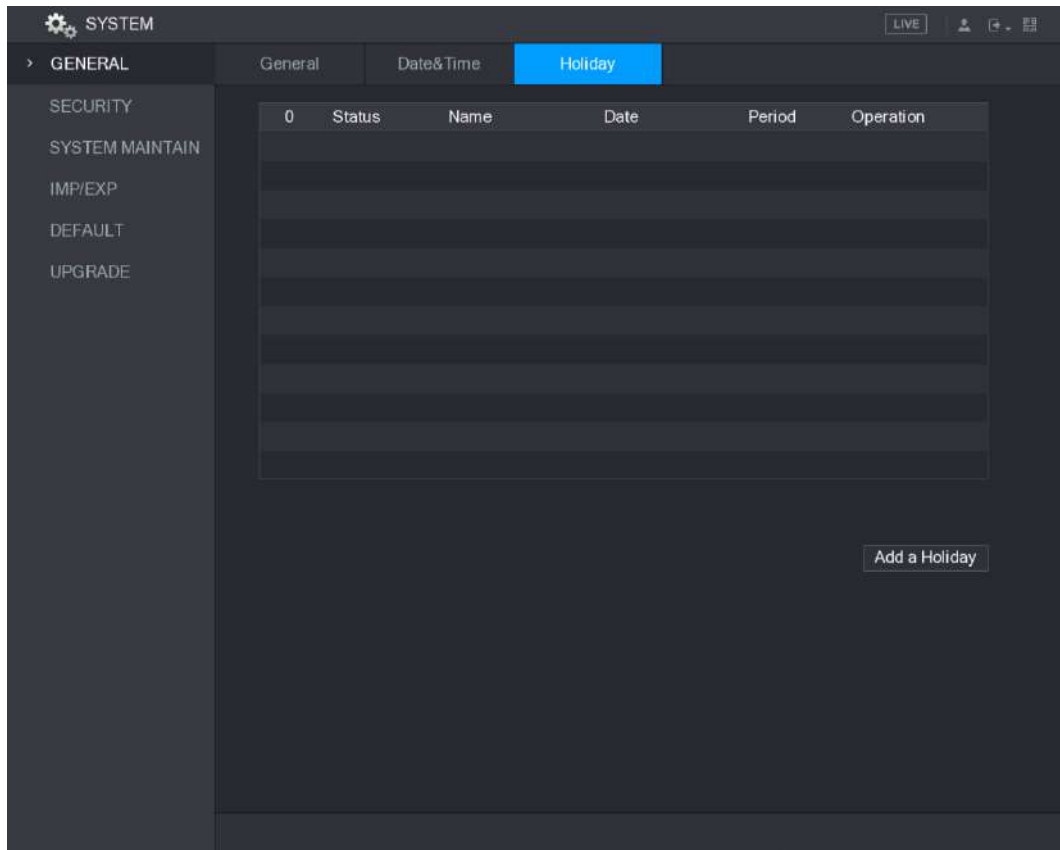 SYSTEM LIVE
GENERAL General Date&Time Holiday
SECURITY
0 Status Name Date Period Operation
SYSTEM MAINTAIN
IMP/EXP
DEFAULT
UPGRADE
Add a Holiday